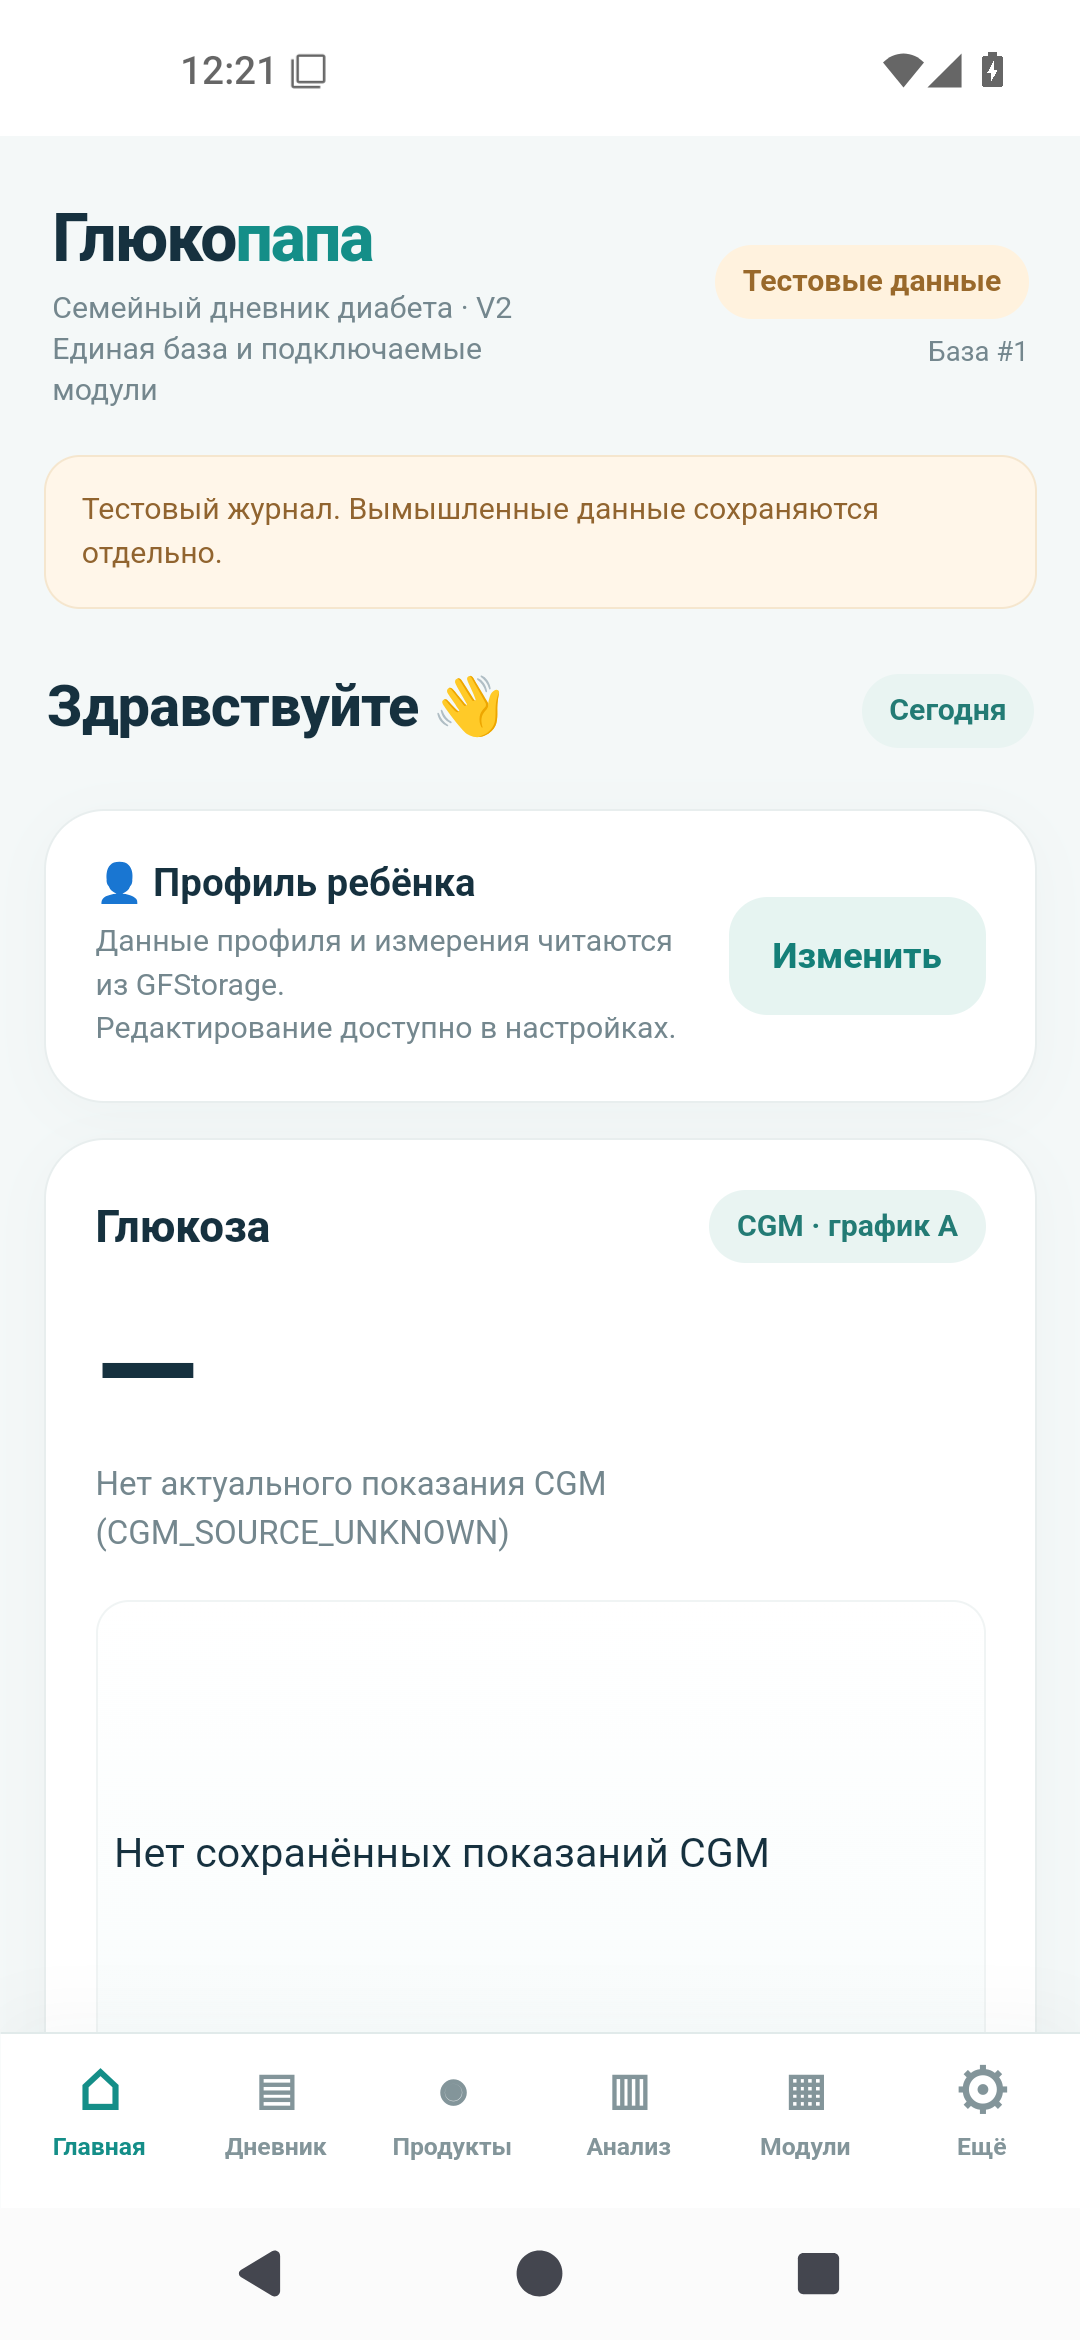 12:21
Глюкопапа
Семейный дневник диабета · V2
Единая база и подключаемые
модули
Тестовые данные
База #1
Тестовый журнал. Вымышленные данные сохраняются
отдельно.
Здравствуйте 👋
Сегодня
👤 Профиль ребёнка
Данные профиля и измерения читаются
из GFStorage.
Редактирование доступно в настройках.
Изменить
Глюкоза
CGM · график A
—
Нет актуального показания CGM
(CGM_SOURCE_UNKNOWN)
Нет сохранённых показаний CGM
Главная
Дневник
Продукты
Анализ
Модули
Ещё